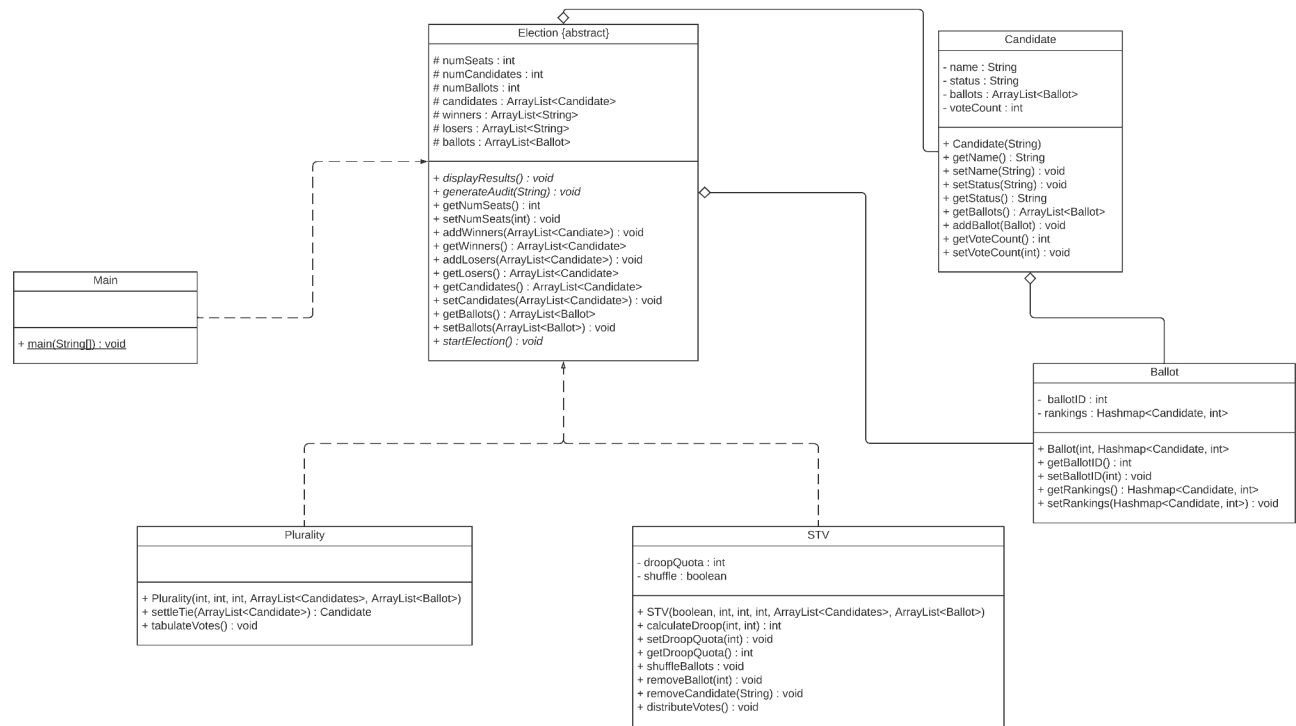 Election {abstract}
# numSeats : int
# numCandidates : int
# numBallots : int
# candidates : ArrayList<Candidate>
# winners : ArrayList<String>
# losers : ArrayList<String>
# ballots : ArrayList<Ballot>
+ displayResults() : void
+ generateAudit(String) : void
+ getNumSeats() : int
+ setNumSeats(int) : void
+ addWinners(ArrayList<Candiate>) : void
+ getWinners() : ArrayList<Candidate>
+ addLosers(ArrayList<Candidate>) : void
+ getLosers() : ArrayList<Candidate>
+ getCandidates() : ArrayList<Candidate>
+ setCandidates(ArrayList<Candidate>) : void
+ getBallots() : ArrayList<Ballot>
+ setBallots(ArrayList<Ballot>) : void
+ startElection() : void
Candidate
- name : String
- status : String
- ballots : ArrayList<Ballot>
- voteCount : int
+ Candidate(String)
+ getName() : String
+ setName(String) : void
+ setStatus(String) : void
+ getStatus() : String
+ getBallots() : ArrayList<Ballot>
+ addBallot(Ballot) : void
+ getVoteCount() : int
+ setVoteCount(int) : void
Main
+ main(String[]) : void
Ballot
- ballotID : int
- rankings : Hashmap<Candidate, int>
+ Ballot(int, Hashmap<Candidate, int>
+ getBallotID() : int
+ setBallotID(int) : void
+ getRankings() : Hashmap<Candidate, int>
+ setRankings(Hashmap<Candidate, int>) : void
Plurality
+ Plurality(int, int, int, ArrayList<Candidates>, ArrayList<Ballot>)
+ settleTie(ArrayList<Candidate>) : Candidate
+ tabulateVotes() : void
STV
- droopQuota : int
- shuffle : boolean
+ STV(boolean, int, int, int, ArrayList<Candidates>, ArrayList<Ballot>)
+ calculateDroop(int, int) : int
+ setDroopQuota(int) : void
+ getDroopQuota() : int
+ shuffleBallots : void
+ removeBallot(int) : void
+ removeCandidate(String) : void
+ distributeVotes() : void